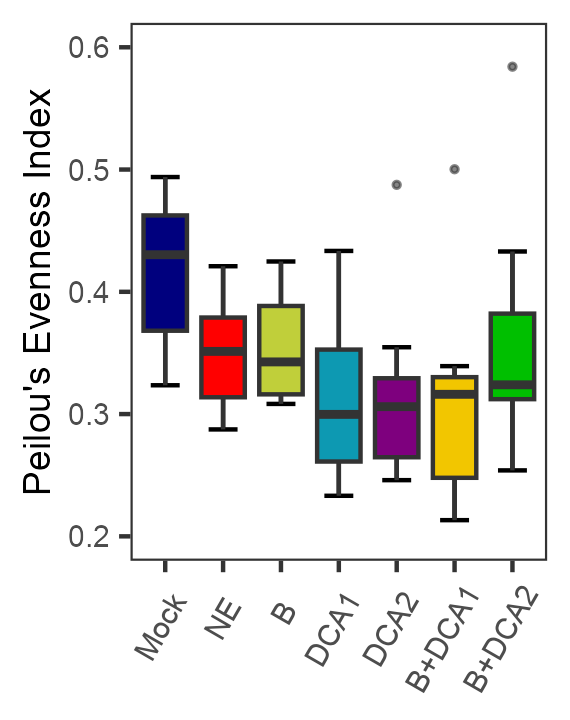 Peilou's Evenness Index
0.6
0.5
0.4
0.3
0.2
Mock
NE
B
DCA1
DCA2
B+DCA1
B+DCA2